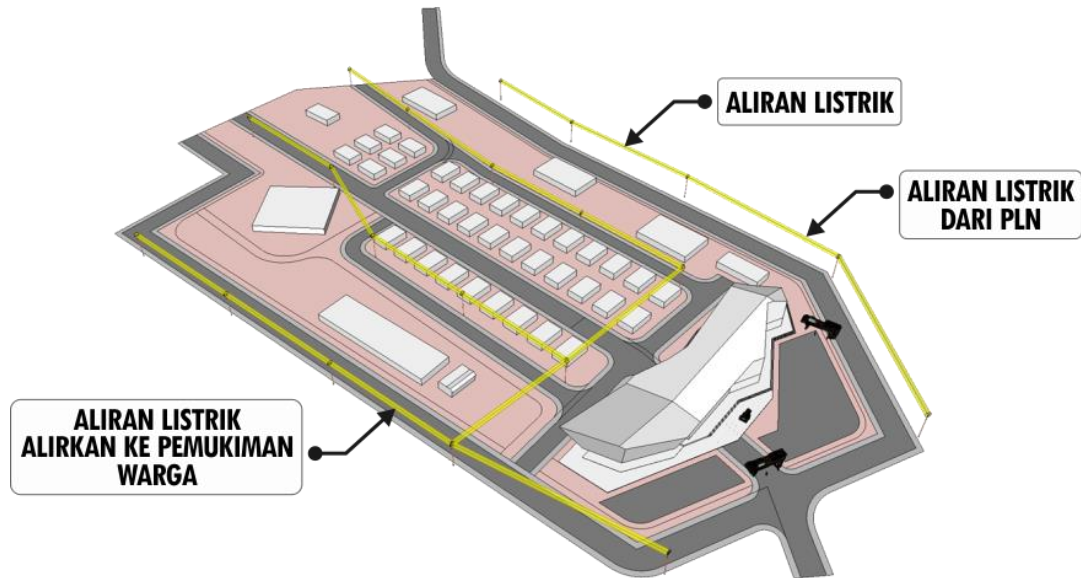 ALIRAN LISTRIK
ALIRAN LISTRIK
DARI PLN
ALIRAN LISTRIK
ALIRKAN KE PEMUKIMAN
WARGA